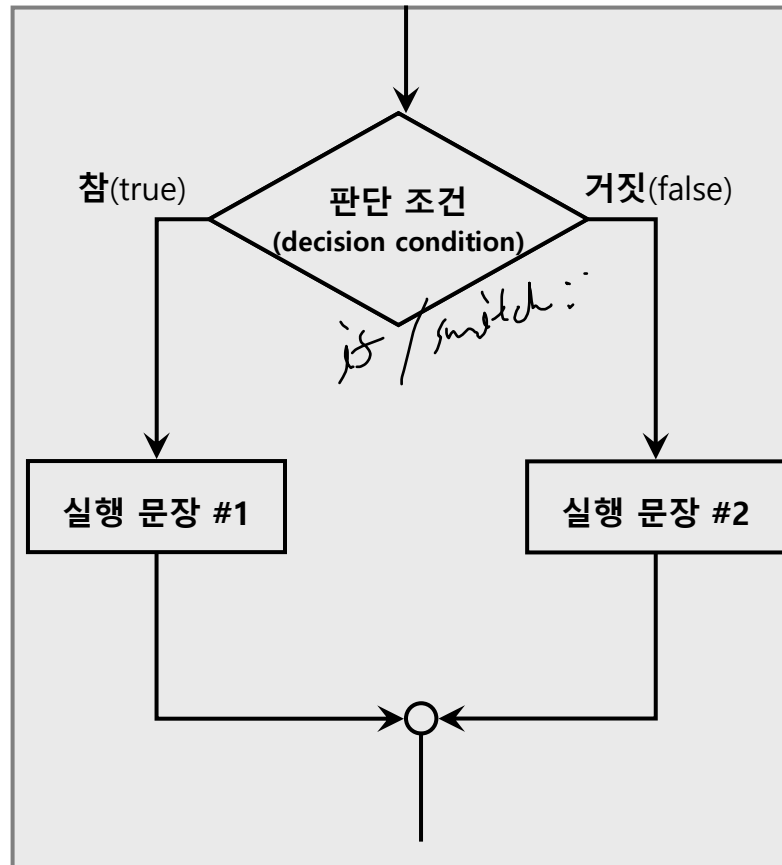 참(true)
거짓(false)
판단 조건
(decision condition)
if / switch :
실행 문장 #1
실행 문장 #2